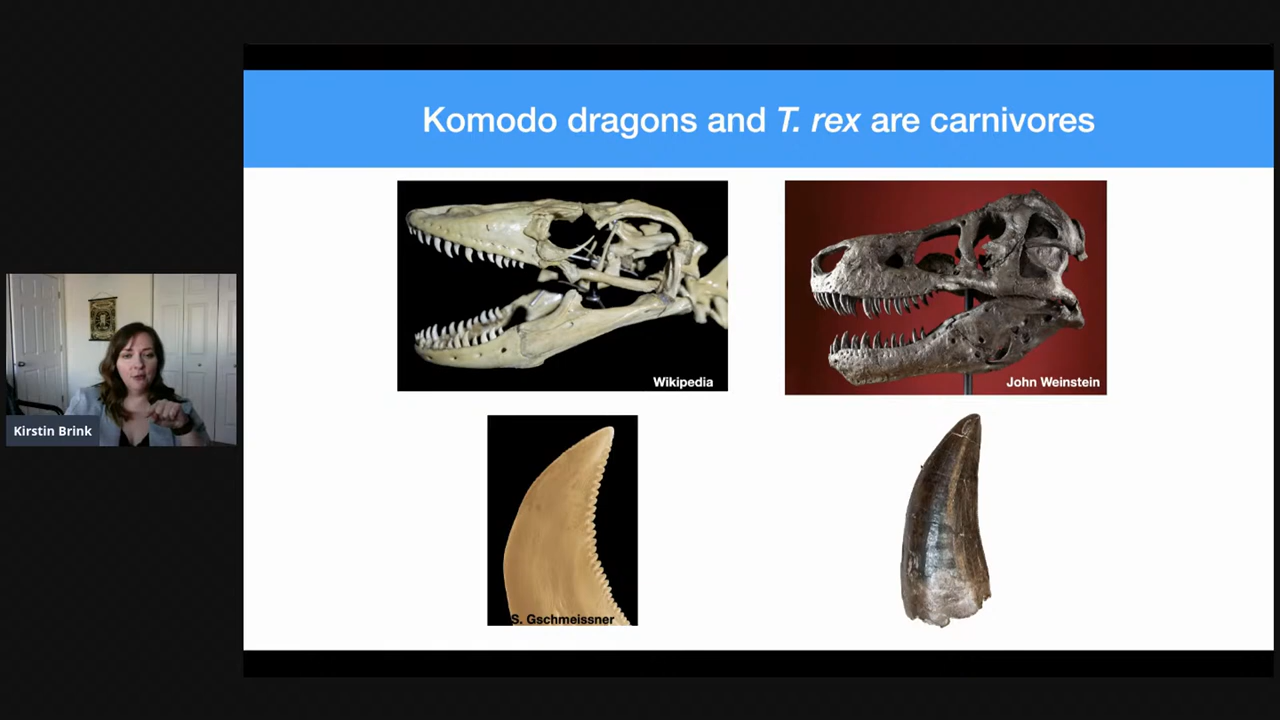 Komodo dragons and T. rex are carnivores
Wikipedia
John Weinstein
Kirstin Brink
S. Gschmeissner